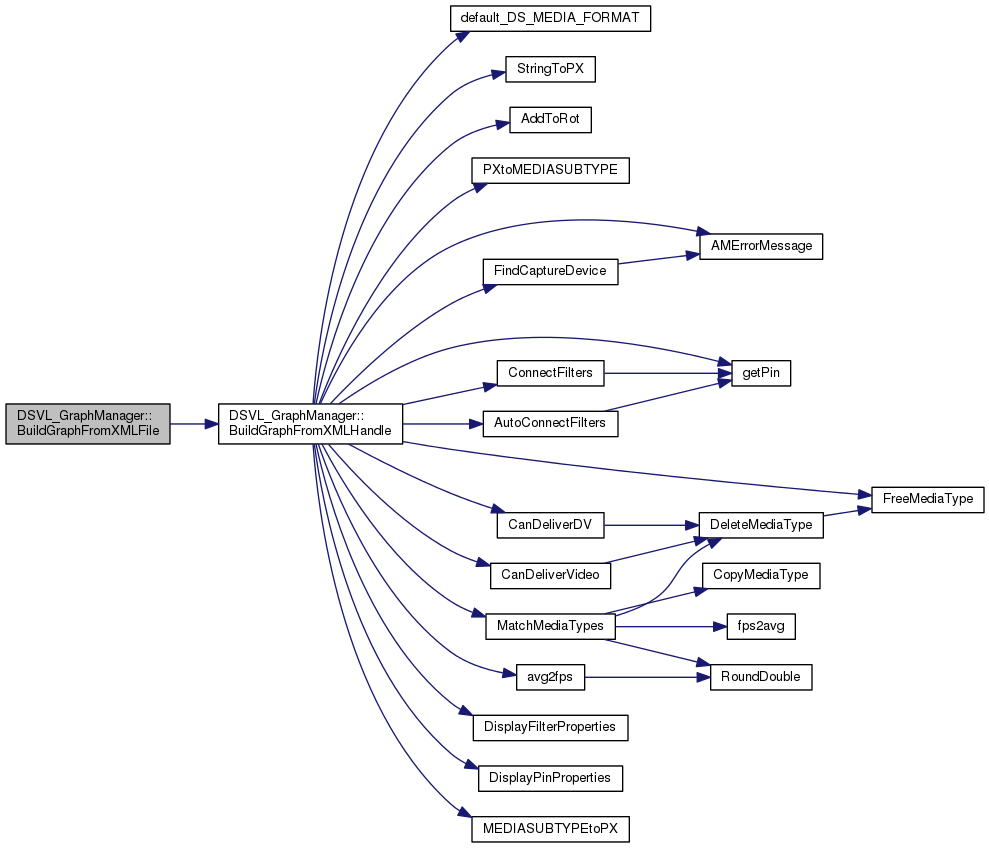 default_DS_MEDIA_FORMAT
StringToPX
AddToRot
PXtoMEDIASUBTYPE
AMErrorMessage
FindCaptureDevice
ConnectFilters
getPin
DSVL_GraphManager::
BuildGraphFromXMLFile
DSVL_GraphManager::
BuildGraphFromXMLHandle
AutoConnectFilters
FreeMediaType
CanDeliverDV
DeleteMediaType
CanDeliverVideo
CopyMediaType
MatchMediaTypes
fps2avg
avg2fps
RoundDouble
DisplayFilterProperties
DisplayPinProperties
MEDIASUBTYPEtoPX